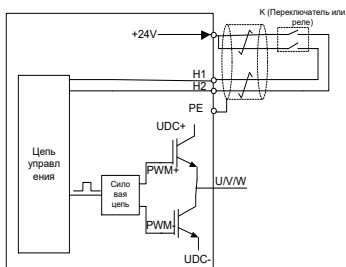 К (Переключатель или
реле)
+24V
H1
H2
PE
UDC+
Цепь
управл
ения
Сило
вая
цепь
PWM+
U/V/W
PWM-
UDC-